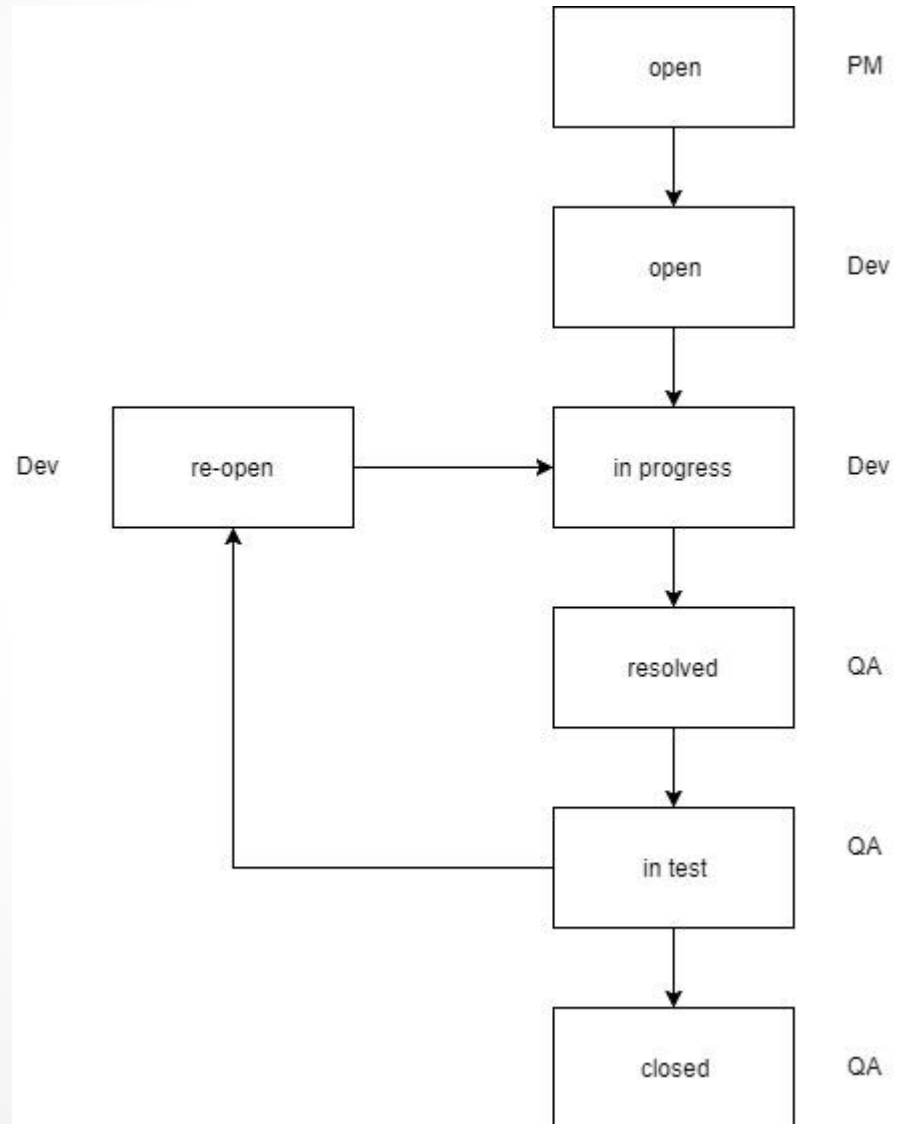 open
PM
open
Dev
Dev
re-open
in progress
Dev
resolved
QA
in test
QA
closed
QA